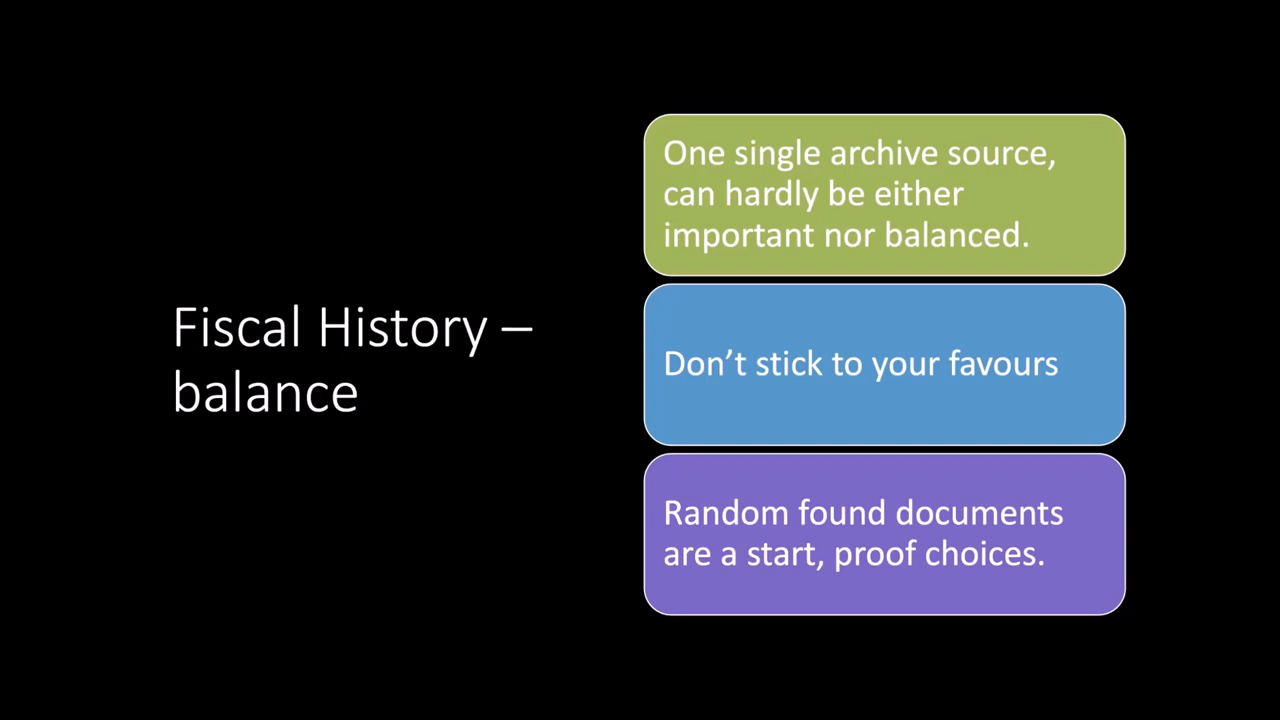 Fiscal History –
balance
One single archive source,
can hardly be either
important nor balanced.
Don’t stick to your favours
Random found documents
are a start, proof choices.